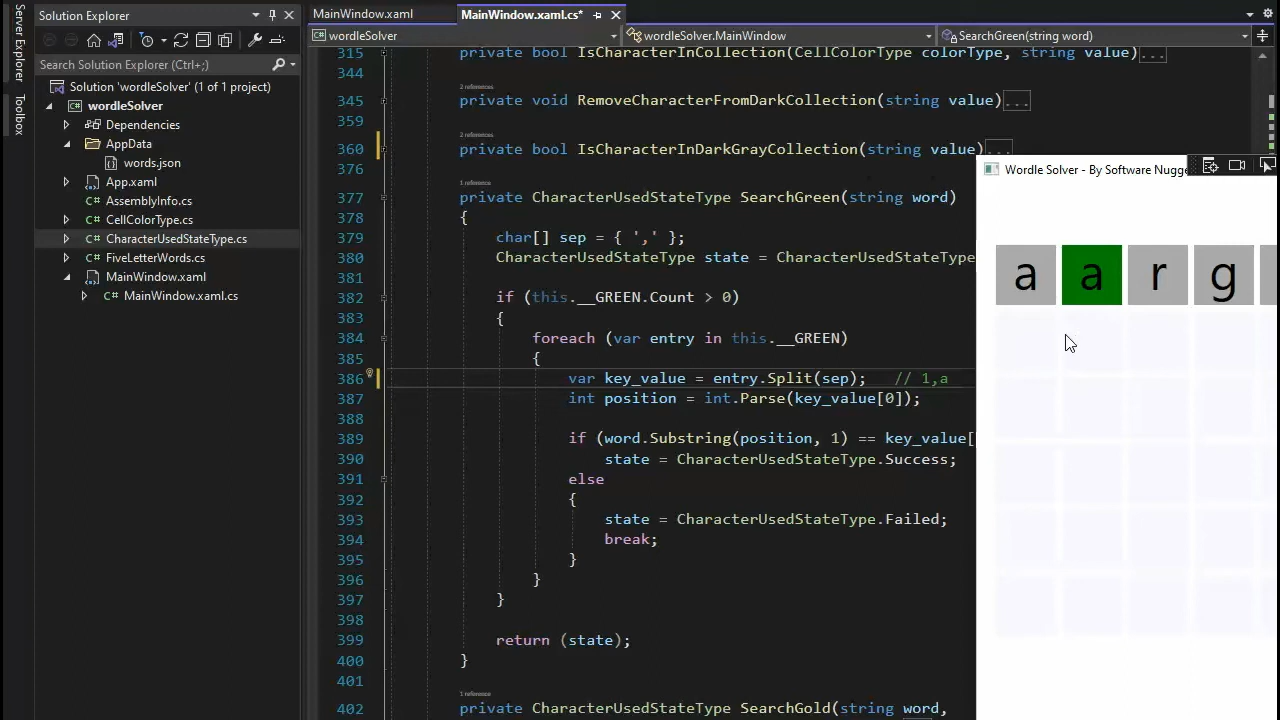 Server Explorer
Toolbox
Solution Explorer
Search Solution Explorer (Ctrl+;)
Solution 'wordleSolver' (1 of 1 project)
wordleSolver
Dependencies
AppData
words.json
App.xaml
AssemblyInfo.cs
CellColorType.cs
CharacterUsedStateType.cs
FiveLetterWords.cs
MainWindow.xaml
MainWindow.xaml.cs
MainWindow.xaml
MainWindow.xaml.cs*
wordleSolver
wordleSolver.MainWindow
SearchGreen(string word)
315 private bool IsCharacterInCollection(CellColorType colorType, string value)...
344
2 references
345 private void RemoveCharacterFromDarkCollection(string value)...
359
2 references
360 private bool IsCharacterInDarkGrayCollection(string value)...
376
1 reference
377 private CharacterUsedStateType SearchGreen(string word)
378 {
379 char[] sep = { ',' };
380 CharacterUsedStateType state = CharacterUsedStateType
381
382 if (this.__GREEN.Count > 0)
383 {
384 foreach (var entry in this.__GREEN)
385 {
386 var key_value = entry.Split(sep); // 1,a
387 int position = int.Parse(key_value[0]);
388
389 if (word.Substring(position, 1) == key_value[
390 state = CharacterUsedStateType.Success;
391 else
392 {
393 state = CharacterUsedStateType.Failed;
394 break;
395 }
396 }
397 }
398
399 return (state);
400 }
401
1 reference
402 private CharacterUsedStateType SearchGold(string word,
Wordle Solver - By Software Nugge
a a r g